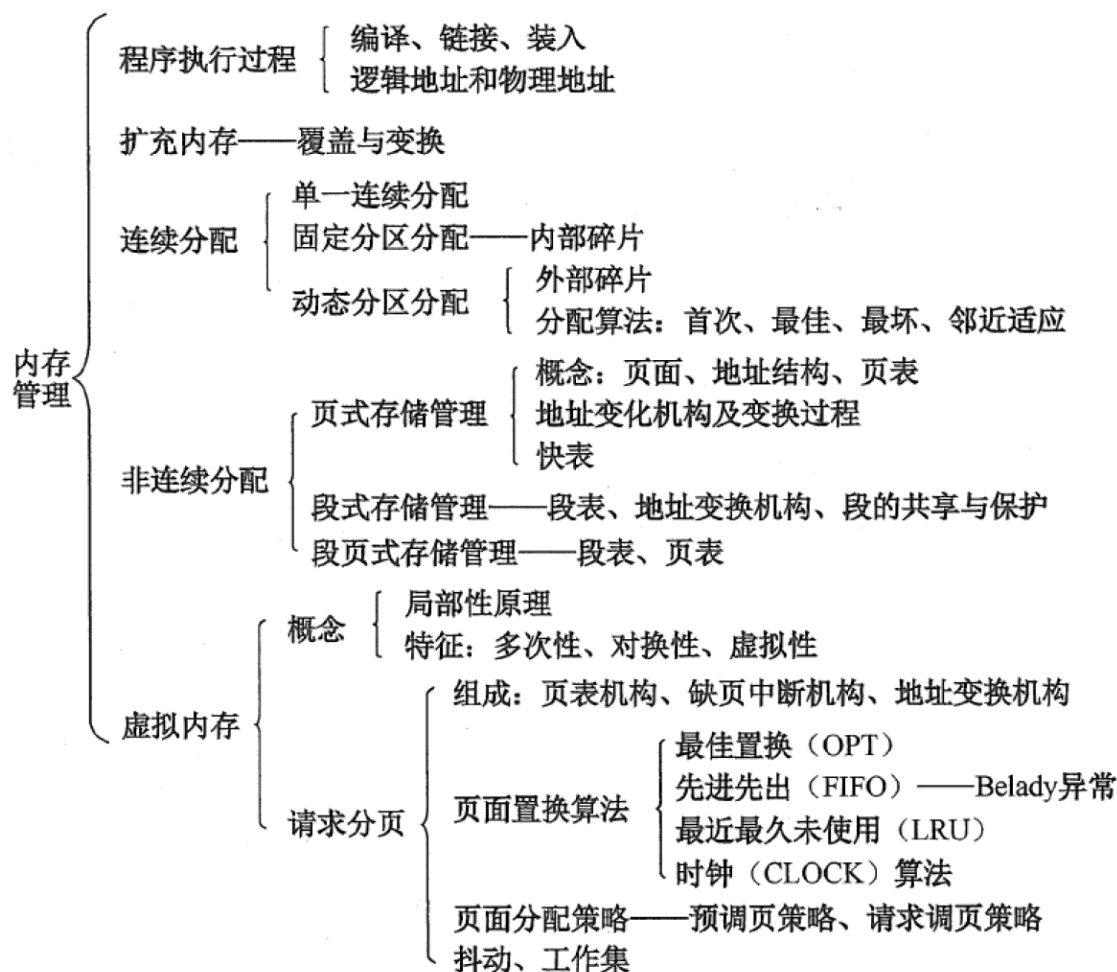 程序执行过程
编译、链接、装入
逻辑地址和物理地址
扩充内存——覆盖与变换
连续分配
单一连续分配
固定分区分配——内部碎片
动态分区分配
外部碎片
分配算法：首次、最佳、最坏、邻近适应
内存
管理
非连续分配
页式存储管理
概念：页面、地址结构、页表
地址变化机构及变换过程
快表
段式存储管理——段表、地址变换机构、段的共享与保护
段页式存储管理——段表、页表
虚拟内存
概念
局部性原理
特征：多次性、对换性、虚拟性
请求分页
组成：页表机构、缺页中断机构、地址变换机构
页面置换算法
最佳置换（OPT）
先进先出（FIFO）——Belady异常
最近最久未使用（LRU）
时钟（CLOCK）算法
页面分配策略——预调页策略、请求调页策略
抖动、工作集